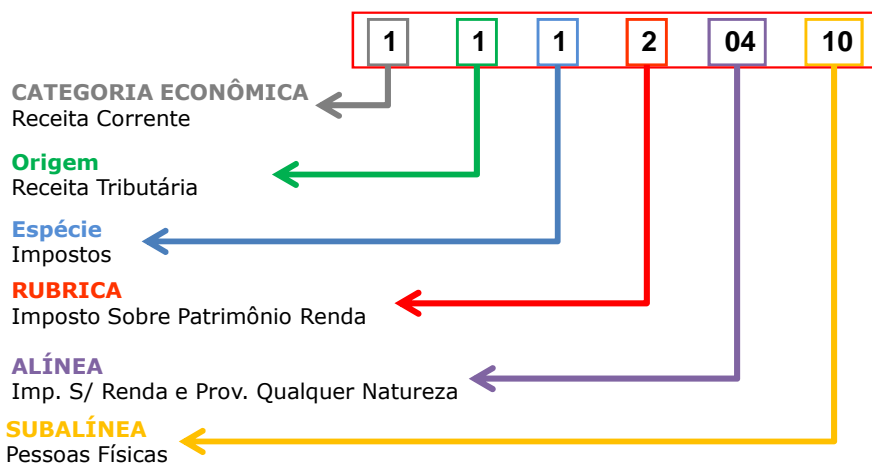 1 1 1 2 04 10
CATEGORIA ECONÔMICA
Receita Corrente
Origem
Receita Tributária
Espécie
Impostos
RUBRICA
Imposto Sobre Patrimônio Renda
ALÍNEA
Imp. S/ Renda e Prov. Qualquer Natureza
SUBALÍNEA
Pessoas Físicas